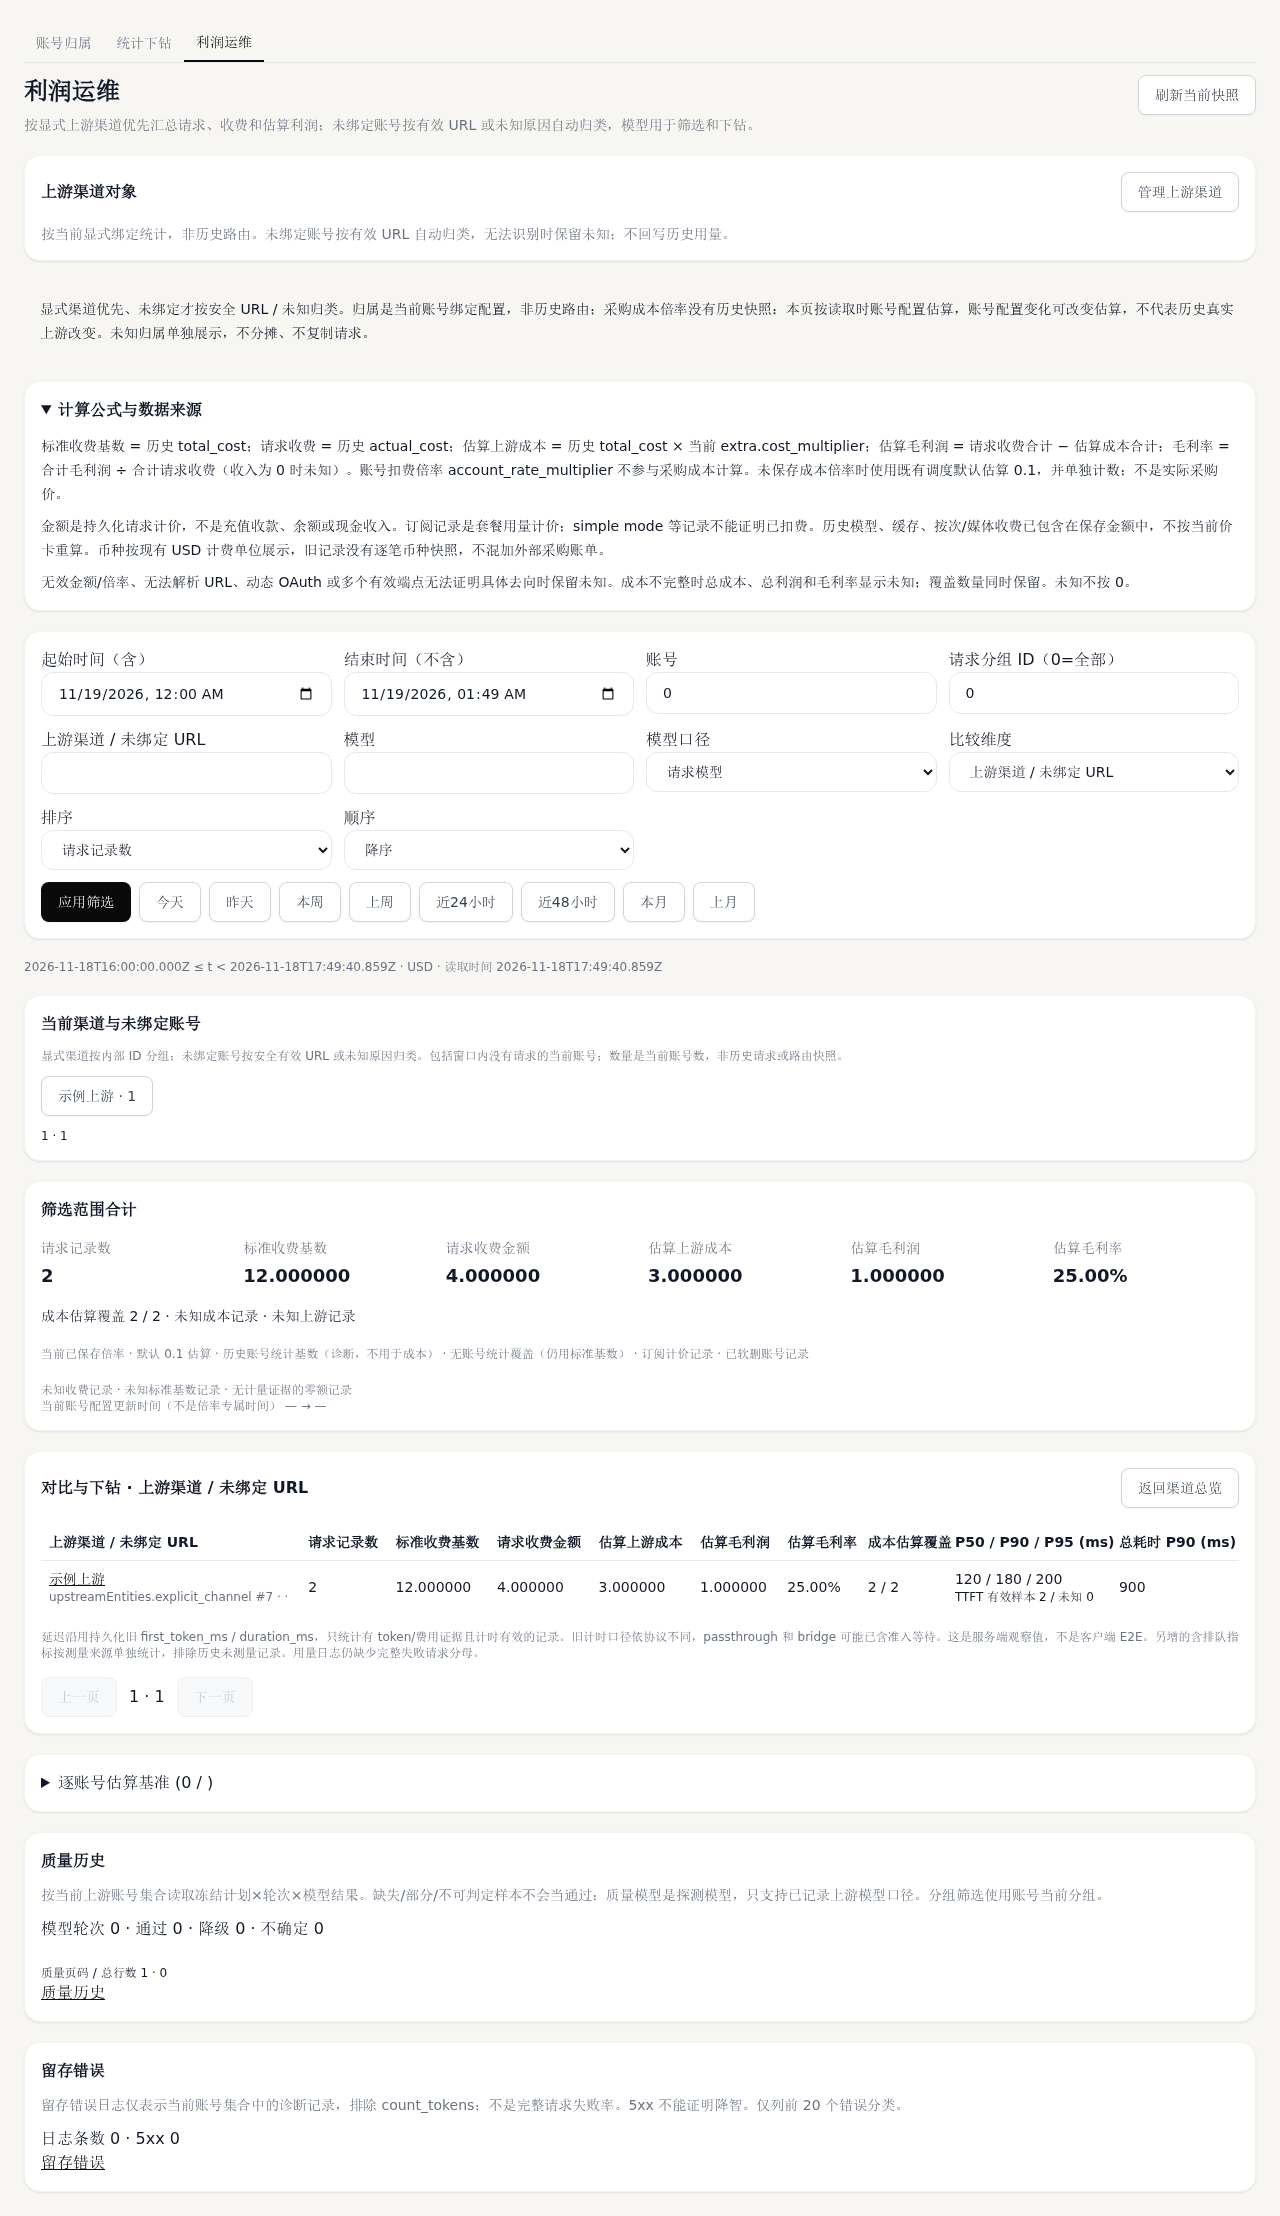 账号归属 统计下钻 利润运维
利润运维
刷新当前快照
按显式上游渠道优先汇总请求、收费和估算利润；未绑定账号按有效 URL 或未知原因自动归类，模型用于筛选和下钻。
上游渠道对象
管理上游渠道
按当前显式绑定统计，非历史路由。未绑定账号按有效 URL 自动归类，无法识别时保留未知；不回写历史用量。
显式渠道优先、未绑定才按安全 URL / 未知归类。归属是当前账号绑定配置，非历史路由；采购成本倍率没有历史快照：本页按读取时账号配置估算，账号配置变化可改变估算，不代表历史真实
上游改变。未知归属单独展示，不分摊、不复制请求。
▼ 计算公式与数据来源
标准收费基数 = 历史 total_cost；请求收费 = 历史 actual_cost；估算上游成本 = 历史 total_cost × 当前 extra.cost_multiplier；估算毛利润 = 请求收费合计 − 估算成本合计；毛利率 =
合计毛利润 ÷ 合计请求收费（收入为 0 时未知）。账号扣费倍率 account_rate_multiplier 不参与采购成本计算。未保存成本倍率时使用既有调度默认估算 0.1，并单独计数；不是实际采购
价。
金额是持久化请求计价，不是充值收款、余额或现金收入。订阅记录是套餐用量计价；simple mode 等记录不能证明已扣费。历史模型、缓存、按次/媒体收费已包含在保存金额中，不按当前价
卡重算。币种按现有 USD 计费单位展示，旧记录没有逐笔币种快照，不混加外部采购账单。
无效金额/倍率、无法解析 URL、动态 OAuth 或多个有效端点无法证明具体去向时保留未知。成本不完整时总成本、总利润和毛利率显示未知；覆盖数量同时保留。未知不按 0。
起始时间（含） 结束时间（不含） 账号 请求分组 ID（0=全部）
11/19/2026, 12:00 AM 11/19/2026, 01:49 AM 0 0
上游渠道 / 未绑定 URL 模型 模型口径 比较维度
请求模型 上游渠道 / 未绑定 URL
排序 顺序
请求记录数 降序
应用筛选 今天 昨天 本周 上周 近24小时 近48小时 本月 上月
2026-11-18T16:00:00.000Z ≤ t < 2026-11-18T17:49:40.859Z · USD · 读取时间 2026-11-18T17:49:40.859Z
当前渠道与未绑定账号
显式渠道按内部 ID 分组；未绑定账号按安全有效 URL 或未知原因归类。包括窗口内没有请求的当前账号；数量是当前账号数，非历史请求或路由快照。
示例上游 · 1
1 · 1
筛选范围合计
请求记录数 标准收费基数 请求收费金额 估算上游成本 估算毛利润 估算毛利率
2 12.000000 4.000000 3.000000 1.000000 25.00%
成本估算覆盖 2 / 2 · 未知成本记录 · 未知上游记录
当前已保存倍率 · 默认 0.1 估算 · 历史账号统计基数（诊断，不用于成本） · 无账号统计覆盖（仍用标准基数） · 订阅计价记录 · 已软删账号记录
未知收费记录 · 未知标准基数记录 · 无计量证据的零额记录
当前账号配置更新时间（不是倍率专属时间） — → —
对比与下钻 · 上游渠道 / 未绑定 URL
返回渠道总览
上游渠道 / 未绑定 URL 请求记录数 标准收费基数 请求收费金额 估算上游成本 估算毛利润 估算毛利率 成本估算覆盖 P50 / P90 / P95 (ms) 总耗时 P90 (ms)
示例上游 2 12.000000 4.000000 3.000000 1.000000 25.00% 2 / 2 120 / 180 / 200 900
upstreamEntities.explicit_channel #7 · · TTFT 有效样本 2 / 未知 0
延迟沿用持久化旧 first_token_ms / duration_ms，只统计有 token/费用证据且计时有效的记录。旧计时口径依协议不同，passthrough 和 bridge 可能已含准入等待。这是服务端观察值，不是客户端 E2E。另增的含排队指
标按测量来源单独统计，排除历史未测量记录。用量日志仍缺少完整失败请求分母。
上一页 1 · 1 下一页
▶ 逐账号估算基准 (0 / )
质量历史
按当前上游账号集合读取冻结计划×轮次×模型结果。缺失/部分/不可判定样本不会当通过；质量模型是探测模型，只支持已记录上游模型口径。分组筛选使用账号当前分组。
模型轮次 0 · 通过 0 · 降级 0 · 不确定 0
质量页码 / 总行数 1 · 0
质量历史
留存错误
留存错误日志仅表示当前账号集合中的诊断记录，排除 count_tokens；不是完整请求失败率。5xx 不能证明降智。仅列前 20 个错误分类。
日志条数 0 · 5xx 0
留存错误